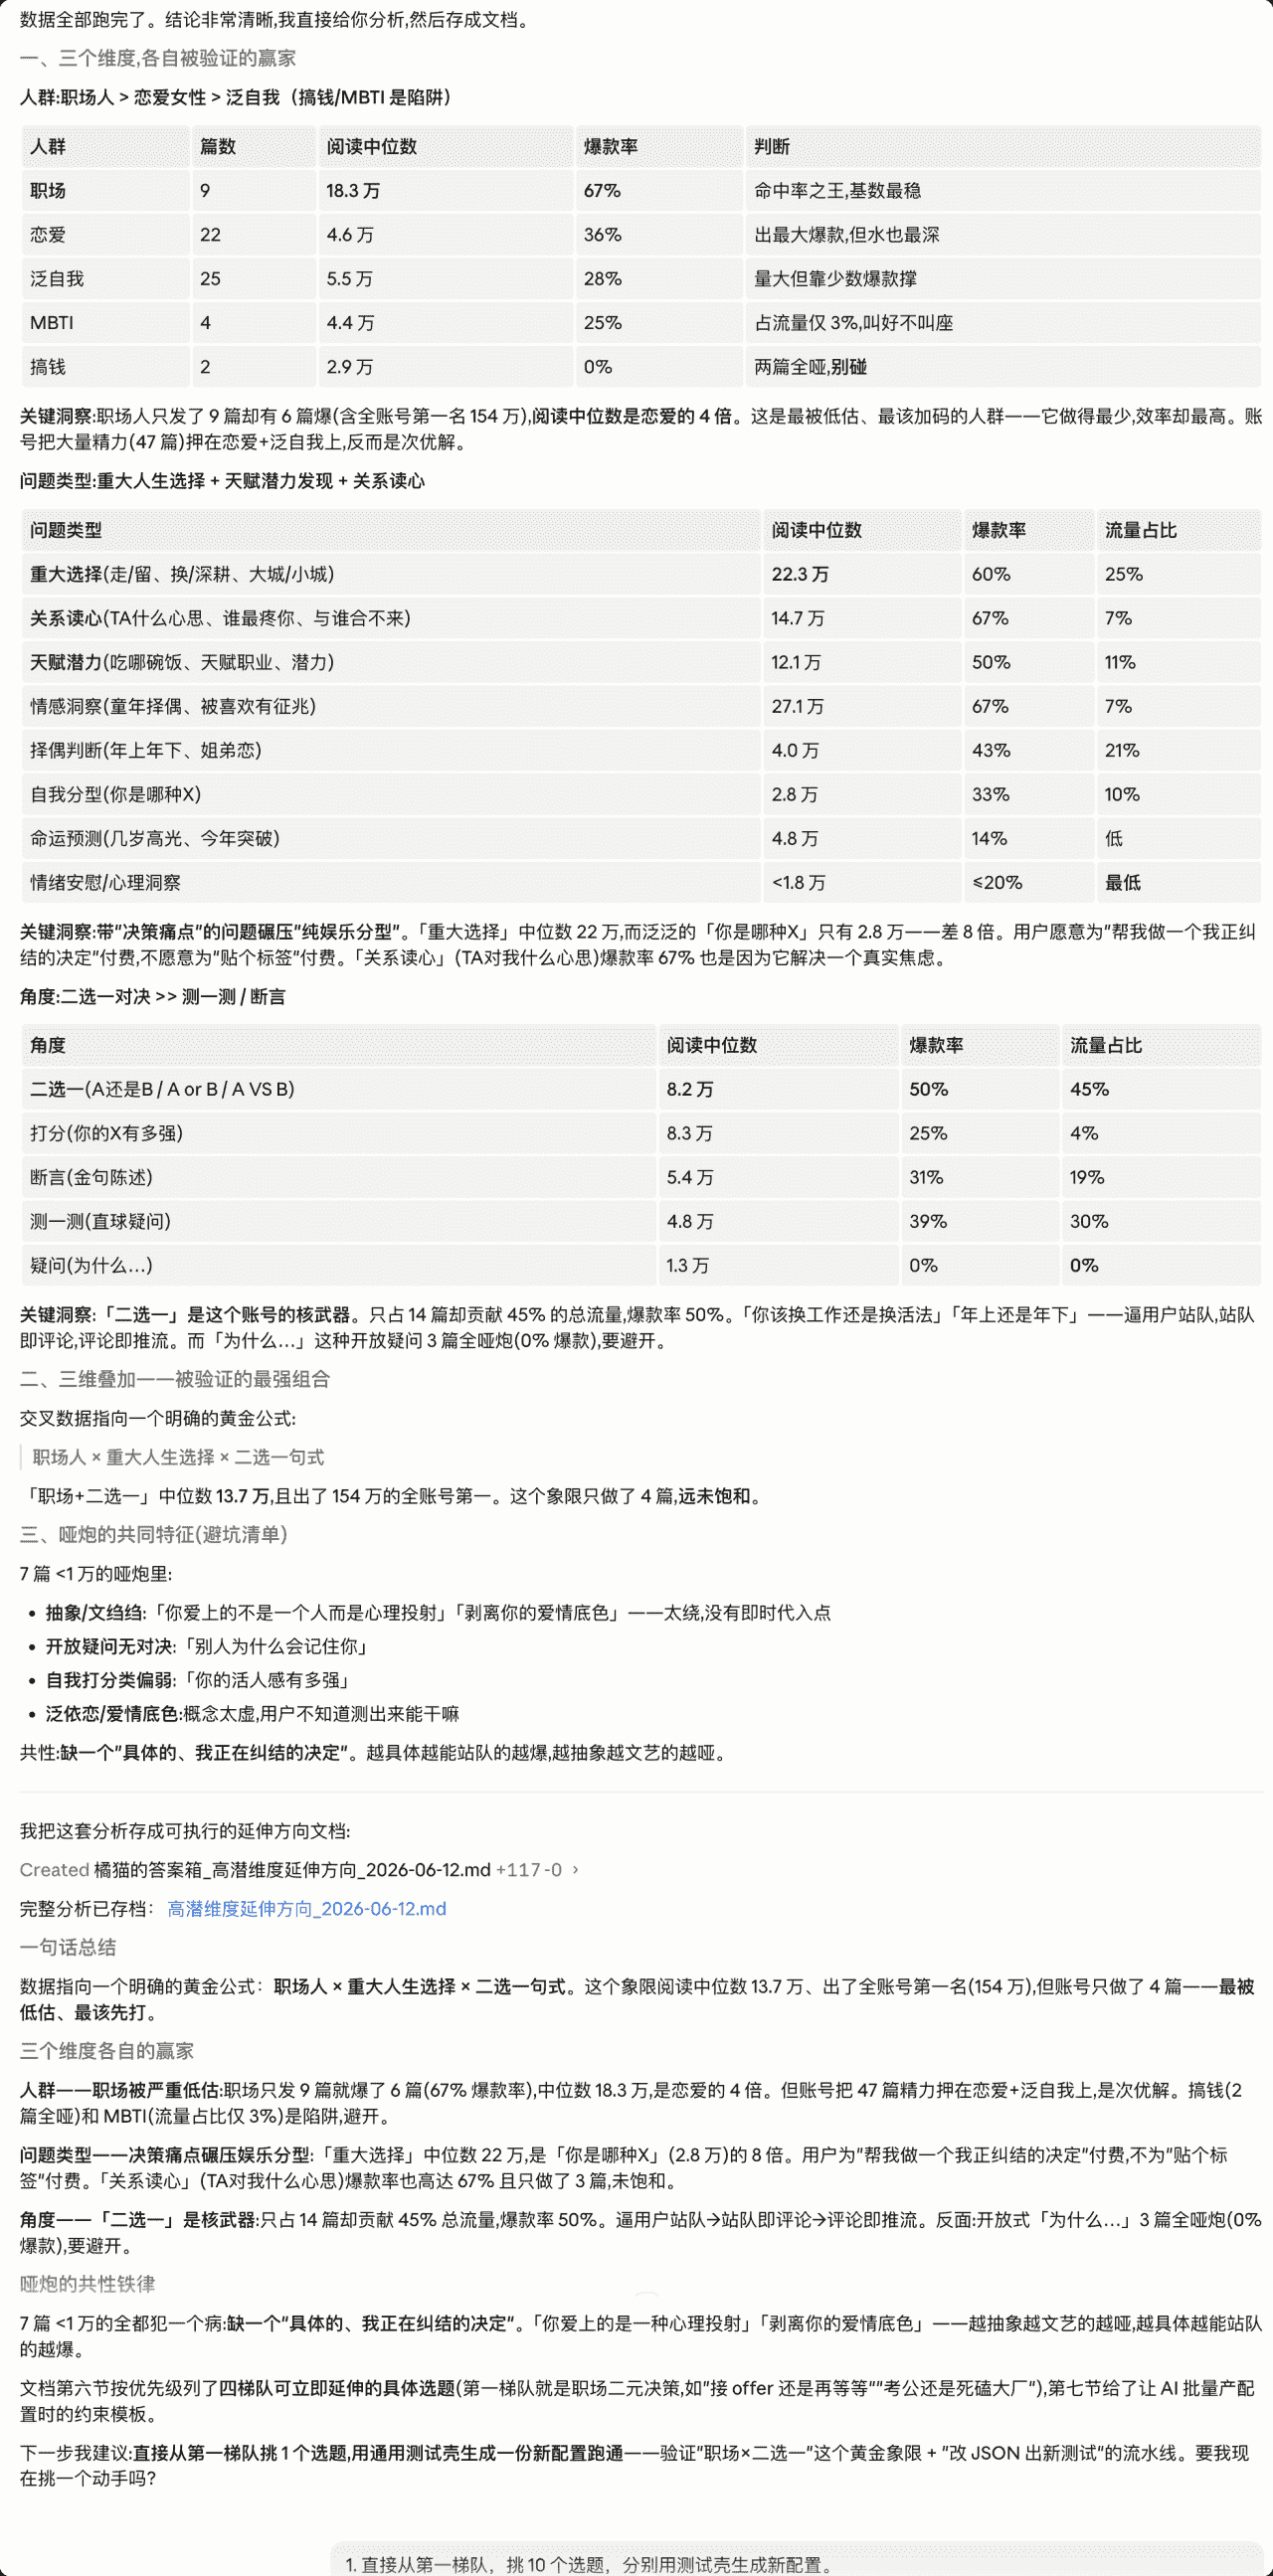 数据全部跑完了。结论非常清晰,我直接给你分析,然后存成文档。
一、三个维度,各自被验证的赢家
人群:职场人 > 恋爱女性 > 泛自我（搞钱/MBTI 是陷阱）
人群 篇数 阅读中位数 爆款率 判断
职场 9 18.3 万 67% 命中率之王,基数最稳
恋爱 22 4.6 万 36% 出最大爆款,但水也最深
泛自我 25 5.5 万 28% 量大但靠少数爆款撑
MBTI 4 4.4 万 25% 占流量仅 3%,叫好不叫座
搞钱 2 2.9 万 0% 两篇全哑,别碰
关键洞察:职场人只发了 9 篇却有 6 篇爆(含全账号第一名 154 万),阅读中位数是恋爱的 4 倍。这是最被低估、最该加码的人群——它做得最少,效率却最高。账
号把大量精力(47 篇)押在恋爱+泛自我上,反而是次优解。
问题类型:重大人生选择 + 天赋潜力发现 + 关系读心
问题类型 阅读中位数 爆款率 流量占比
重大选择(走/留、换/深耕、大城/小城) 22.3 万 60% 25%
关系读心(TA什么心思、谁最疼你、与谁合不来) 14.7 万 67% 7%
天赋潜力(吃哪碗饭、天赋职业、潜力) 12.1 万 50% 11%
情感洞察(童年择偶、被喜欢有征兆) 27.1 万 67% 7%
择偶判断(年上年下、姐弟恋) 4.0 万 43% 21%
自我分型(你是哪种X) 2.8 万 33% 10%
命运预测(几岁高光、今年突破) 4.8 万 14% 低
情绪安慰/心理洞察 <1.8 万 ≤20% 最低
关键洞察:带"决策痛点"的问题碾压"纯娱乐分型"。「重大选择」中位数 22 万,而泛泛的「你是哪种X」只有 2.8 万——差 8 倍。用户愿意为"帮我做一个我正纠
结的决定"付费,不愿意为"贴个标签"付费。「关系读心」(TA对我什么心思)爆款率 67% 也是因为它解决一个真实焦虑。
角度:二选一对决 >> 测一测 / 断言
角度 阅读中位数 爆款率 流量占比
二选一(A还是B / A or B / A VS B) 8.2 万 50% 45%
打分(你的X有多强) 8.3 万 25% 4%
断言(金句陈述) 5.4 万 31% 19%
测一测(直球疑问) 4.8 万 39% 30%
疑问(为什么...) 1.3 万 0% 0%
关键洞察:「二选一」是这个账号的核武器。只占 14 篇却贡献 45% 的总流量,爆款率 50%。「你该换工作还是换活法」「年上还是年下」——逼用户站队,站队
即评论,评论即推流。而「为什么...」这种开放疑问 3 篇全哑炮(0% 爆款),要避开。
二、三维叠加——被验证的最强组合
交叉数据指向一个明确的黄金公式:
职场人 × 重大人生选择 × 二选一句式
「职场+二选一」中位数 13.7 万,且出了 154 万的全账号第一。这个象限只做了 4 篇,远未饱和。
三、哑炮的共同特征(避坑清单)
7 篇 <1 万的哑炮里:
• 抽象/文绉绉:「你爱上的不是一个人而是心理投射」「剥离你的爱情底色」——太绕,没有即时代入点
• 开放疑问无对决:「别人为什么会记住你」
• 自我打分类偏弱:「你的活人感有多强」
• 泛依恋/爱情底色:概念太虚,用户不知道测出来能干嘛
共性:缺一个"具体的、我正在纠结的决定"。越具体越能站队的越爆,越抽象越文艺的越哑。
我把这套分析存成可执行的延伸方向文档:
Created 橘猫的答案箱_高潜维度延伸方向_2026-06-12.md +117 -0 ›
完整分析已存档： 高潜维度延伸方向_2026-06-12.md
一句话总结
数据指向一个明确的黄金公式：职场人 × 重大人生选择 × 二选一句式。这个象限阅读中位数 13.7 万、出了全账号第一名(154 万),但账号只做了 4 篇——最被
低估、最该先打。
三个维度各自的赢家
人群——职场被严重低估:职场只发 9 篇就爆了 6 篇(67% 爆款率),中位数 18.3 万,是恋爱的 4 倍。但账号把 47 篇精力押在恋爱+泛自我上,是次优解。搞钱(2
篇全哑)和 MBTI(流量占比仅 3%)是陷阱,避开。
问题类型——决策痛点碾压娱乐分型:「重大选择」中位数 22 万,是「你是哪种X」(2.8 万)的 8 倍。用户为"帮我做一个我正纠结的决定"付费,不为"贴个标
签"付费。「关系读心」(TA对我什么心思)爆款率也高达 67% 且只做了 3 篇,未饱和。
角度——「二选一」是核武器:只占 14 篇却贡献 45% 总流量,爆款率 50%。逼用户站队→站队即评论→评论即推流。反面:开放式「为什么...」3 篇全哑炮(0%
爆款),要避开。
哑炮的共性铁律
7 篇 <1 万的全都犯一个病:缺一个"具体的、我正在纠结的决定"。「你爱上的是一种心理投射」「剥离你的爱情底色」——越抽象越文艺的越哑,越具体越能站队
的越爆。
文档第六节按优先级列了四梯队可立即延伸的具体选题(第一梯队就是职场二元决策,如"接 offer 还是再等等""考公还是死磕大厂"),第七节给了让 AI 批量产配
置时的约束模板。
下一步我建议:直接从第一梯队挑 1 个选题,用通用测试壳生成一份新配置跑通——验证"职场×二选一"这个黄金象限 + "改 JSON 出新测试"的流水线。要我现
在挑一个动手吗?
1. 直接从第一梯队，挑 10 个选题，分别用测试壳生成新配置。